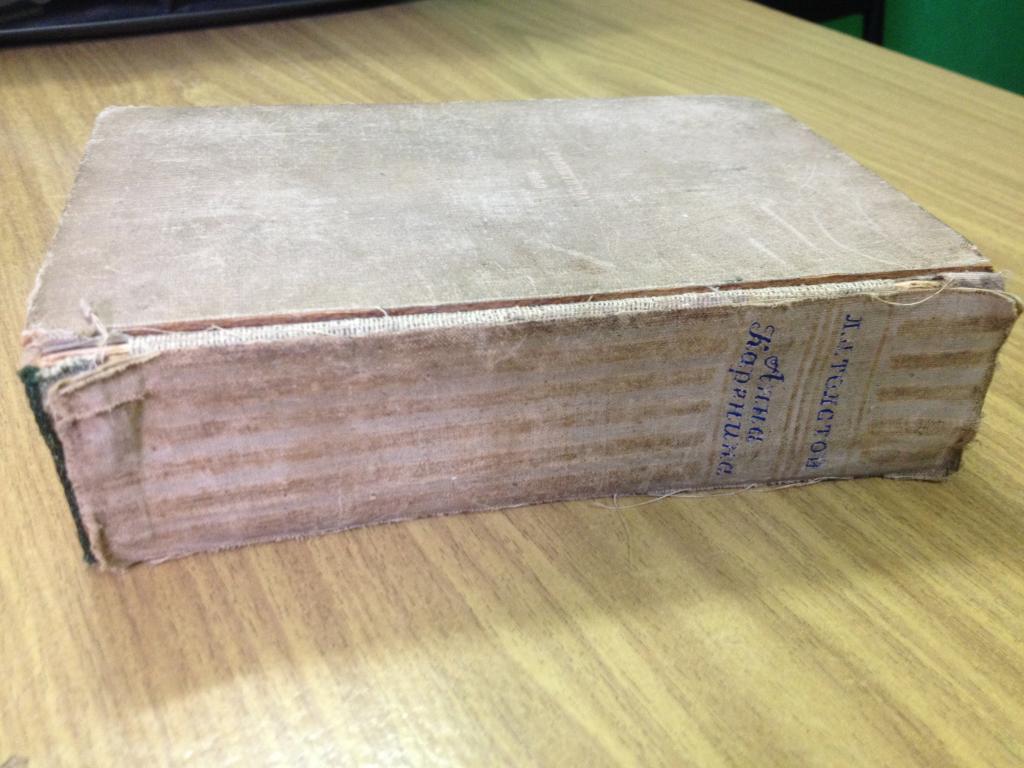 Л. Толстой
Анна
Каренина